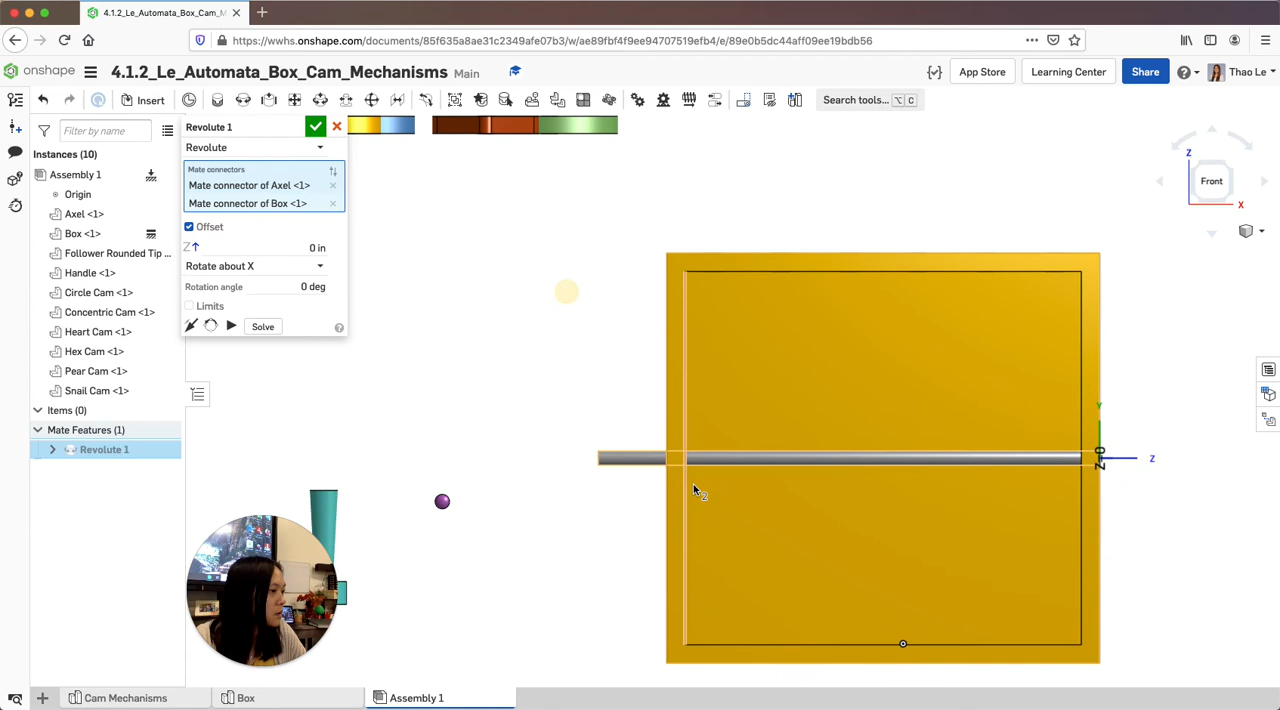 4.1.2_Le_Automata_Box_Cam_M
https://wwhs.onshape.com/documents/85f635a8ae31c2349afe07b3/w/ae89fbf4f9ee94707519efb4/e/89e0b5dc44aff09ee19bdb56
onshape
4.1.2_Le_Automata_Box_Cam_Mechanisms Main
App Store
Learning Center
Share
Thao Le
Insert
Search tools... ⌥ C
Filter by name
Instances (10)
Assembly 1
Origin
Axel <1>
Box <1>
Follower Rounded Tip ...
Handle <1>
Circle Cam <1>
Concentric Cam <1>
Heart Cam <1>
Hex Cam <1>
Pear Cam <1>
Snail Cam <1>
Items (0)
Mate Features (1)
Revolute 1
Revolute 1
Revolute
Mate connectors
Mate connector of Axel <1>
Mate connector of Box <1>
Offset
Z 0 in
Rotate about X
Rotation angle 0 deg
Limits
Solve
Z
Front
X
Y
Z
2
Cam Mechanisms
Box
Assembly 1